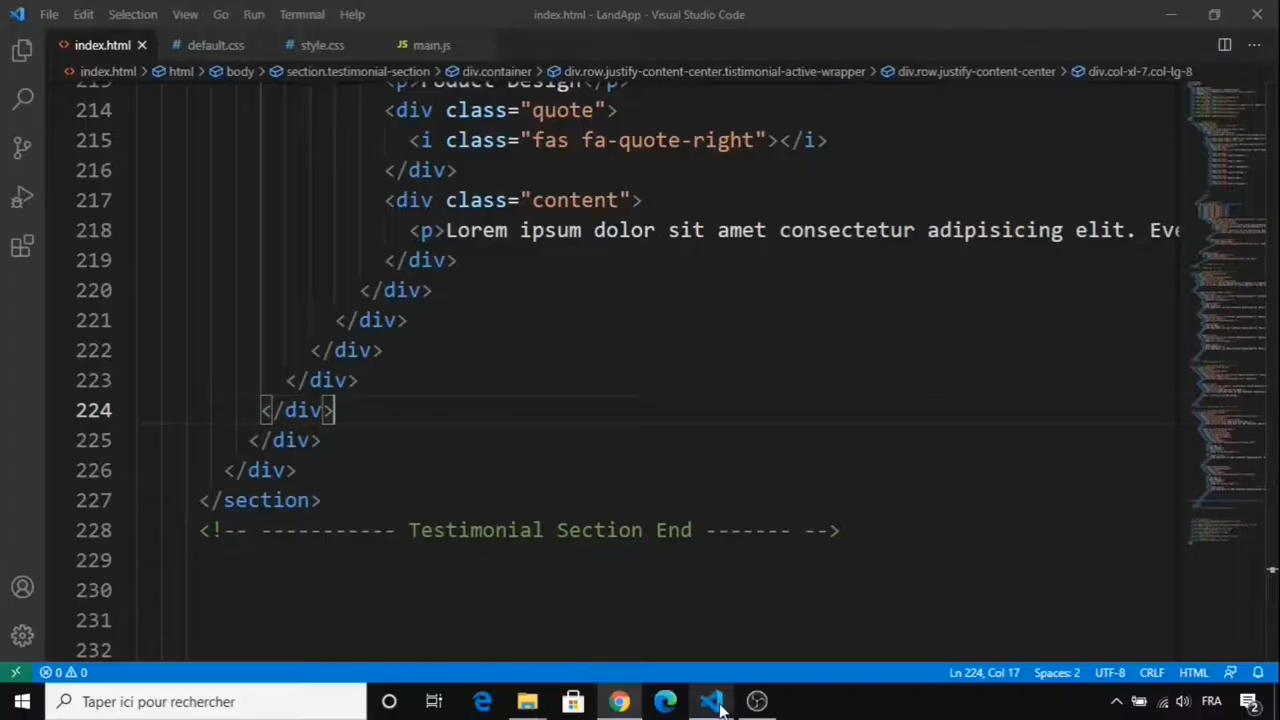 File Edit Selection View Go Run Terminal Help index.html - LandApp - Visual Studio Code
index.html default.css style.css JS main.js
index.html html body section.testimonial-section div.container div.row.justify-content-center.tistimonial-active-wrapper div.row.justify-content-center div.col-xl-7.col-lg-8
213 <p>Product Design</p>
214 <div class="quote">
215 <i class="fas fa-quote-right"></i>
216 </div>
217 <div class="content">
218 <p>Lorem ipsum dolor sit amet consectetur adipisicing elit. Eve
219 </div>
220 </div>
221 </div>
222 </div>
223 </div>
224 </div>
225 </div>
226 </div>
227 </section>
228 <!-- ----------- Testimonial Section End ------- -->
229
230
231
232
0 0 Ln 224, Col 17 Spaces: 2 UTF-8 CRLF HTML
Taper ici pour rechercher FRA 2